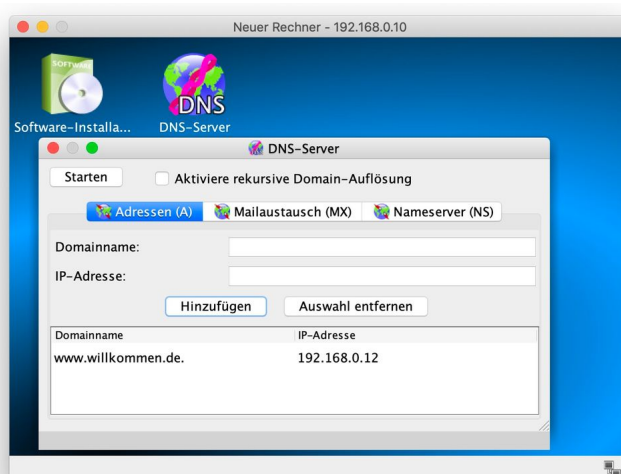 Neuer Rechner - 192.168.0.10
SOFTWARE
DNS
Software-Installa...
DNS-Server
DNS-Server
Starten
Aktiviere rekursive Domain-Auflösung
Adressen (A)
Mailaustausch (MX)
Nameserver (NS)
Domainname:
IP-Adresse:
Hinzufügen
Auswahl entfernen
Domainname
IP-Adresse
www.willkommen.de.
192.168.0.12